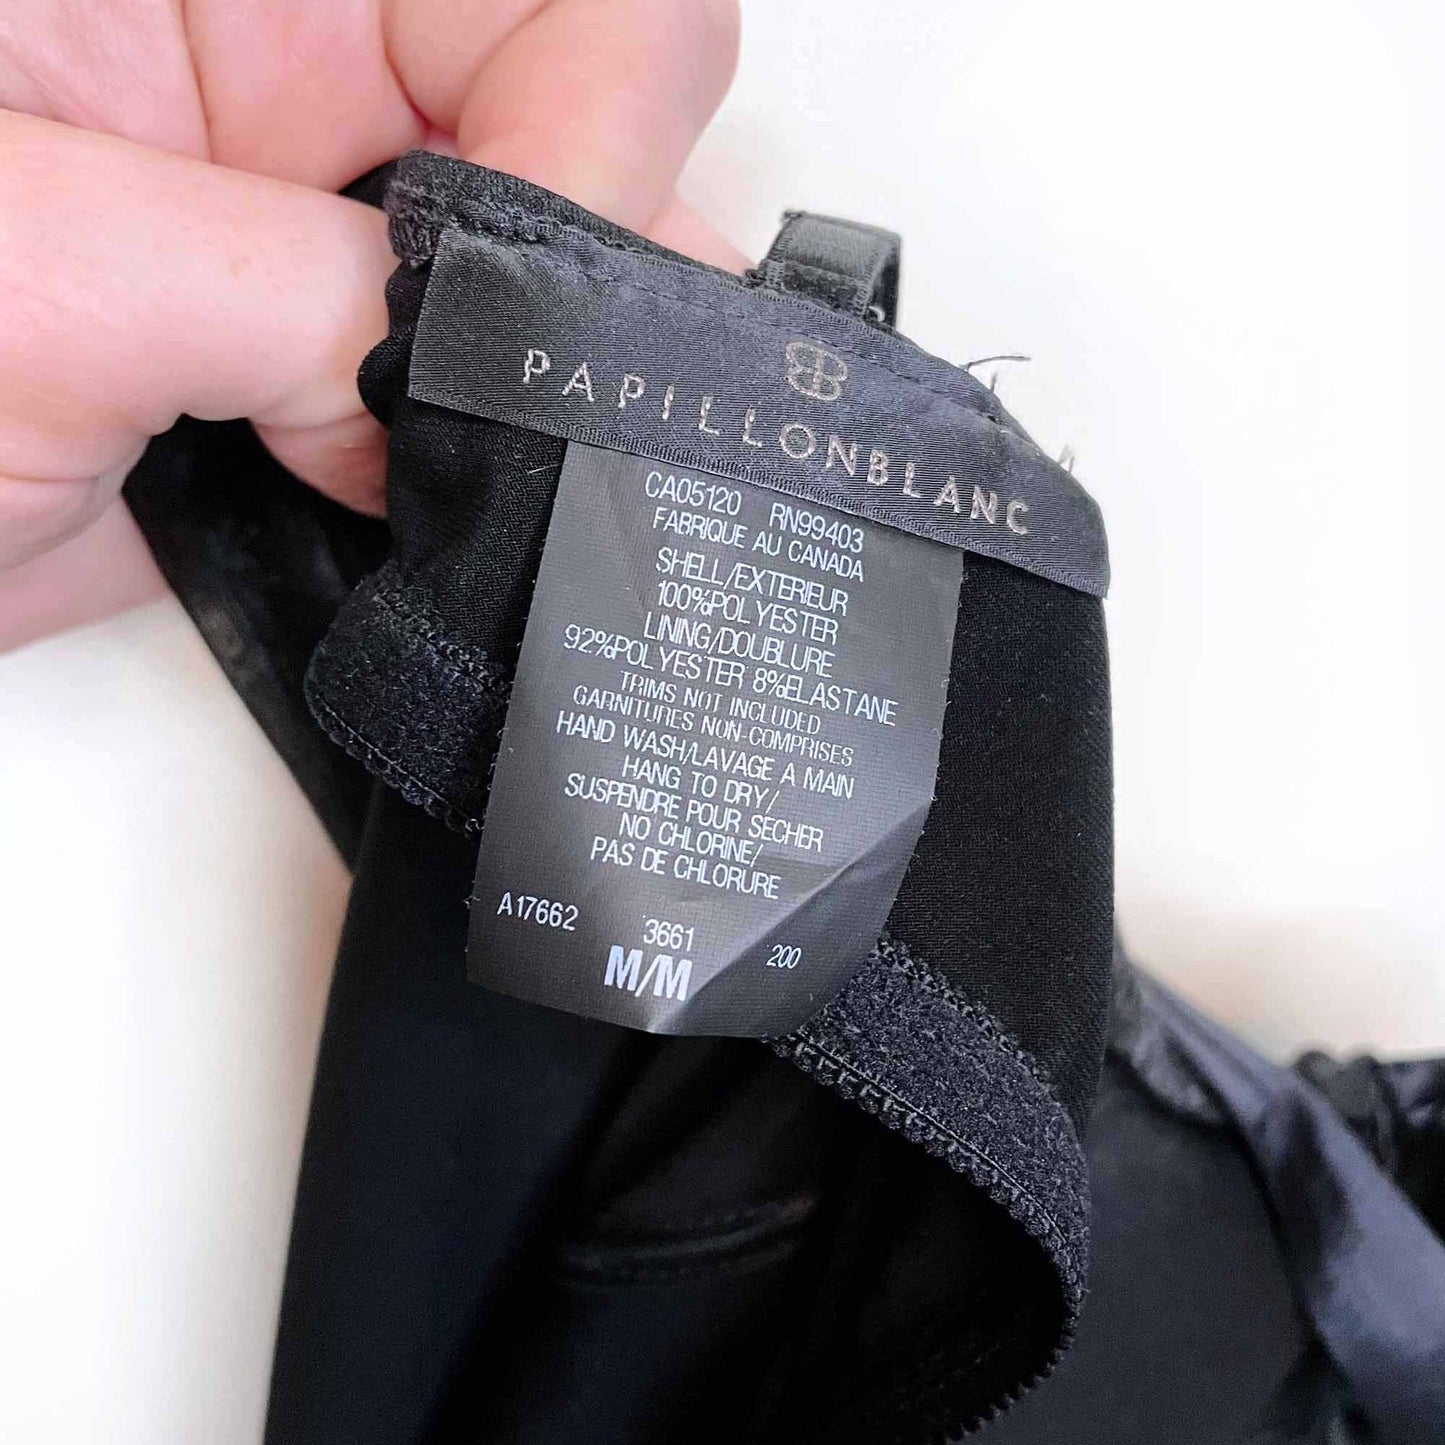 PAPILLONBLANC
CA05120 RN99403
FABRIQUE AU CANADA
SHELL/EXTERIEUR
100%POLYESTER
LINING/DOUBLURE
92%POLYESTER 8%ELASTANE
TRIMS NOT INCLUDED
GARNITURES NON-COMPRISES
HAND WASH/LAVAGE A MAIN
HANG TO DRY/
SUSPENDRE POUR SECHER
NO CHLORINE/
PAS DE CHLORURE
A17662 3661 200
M/M